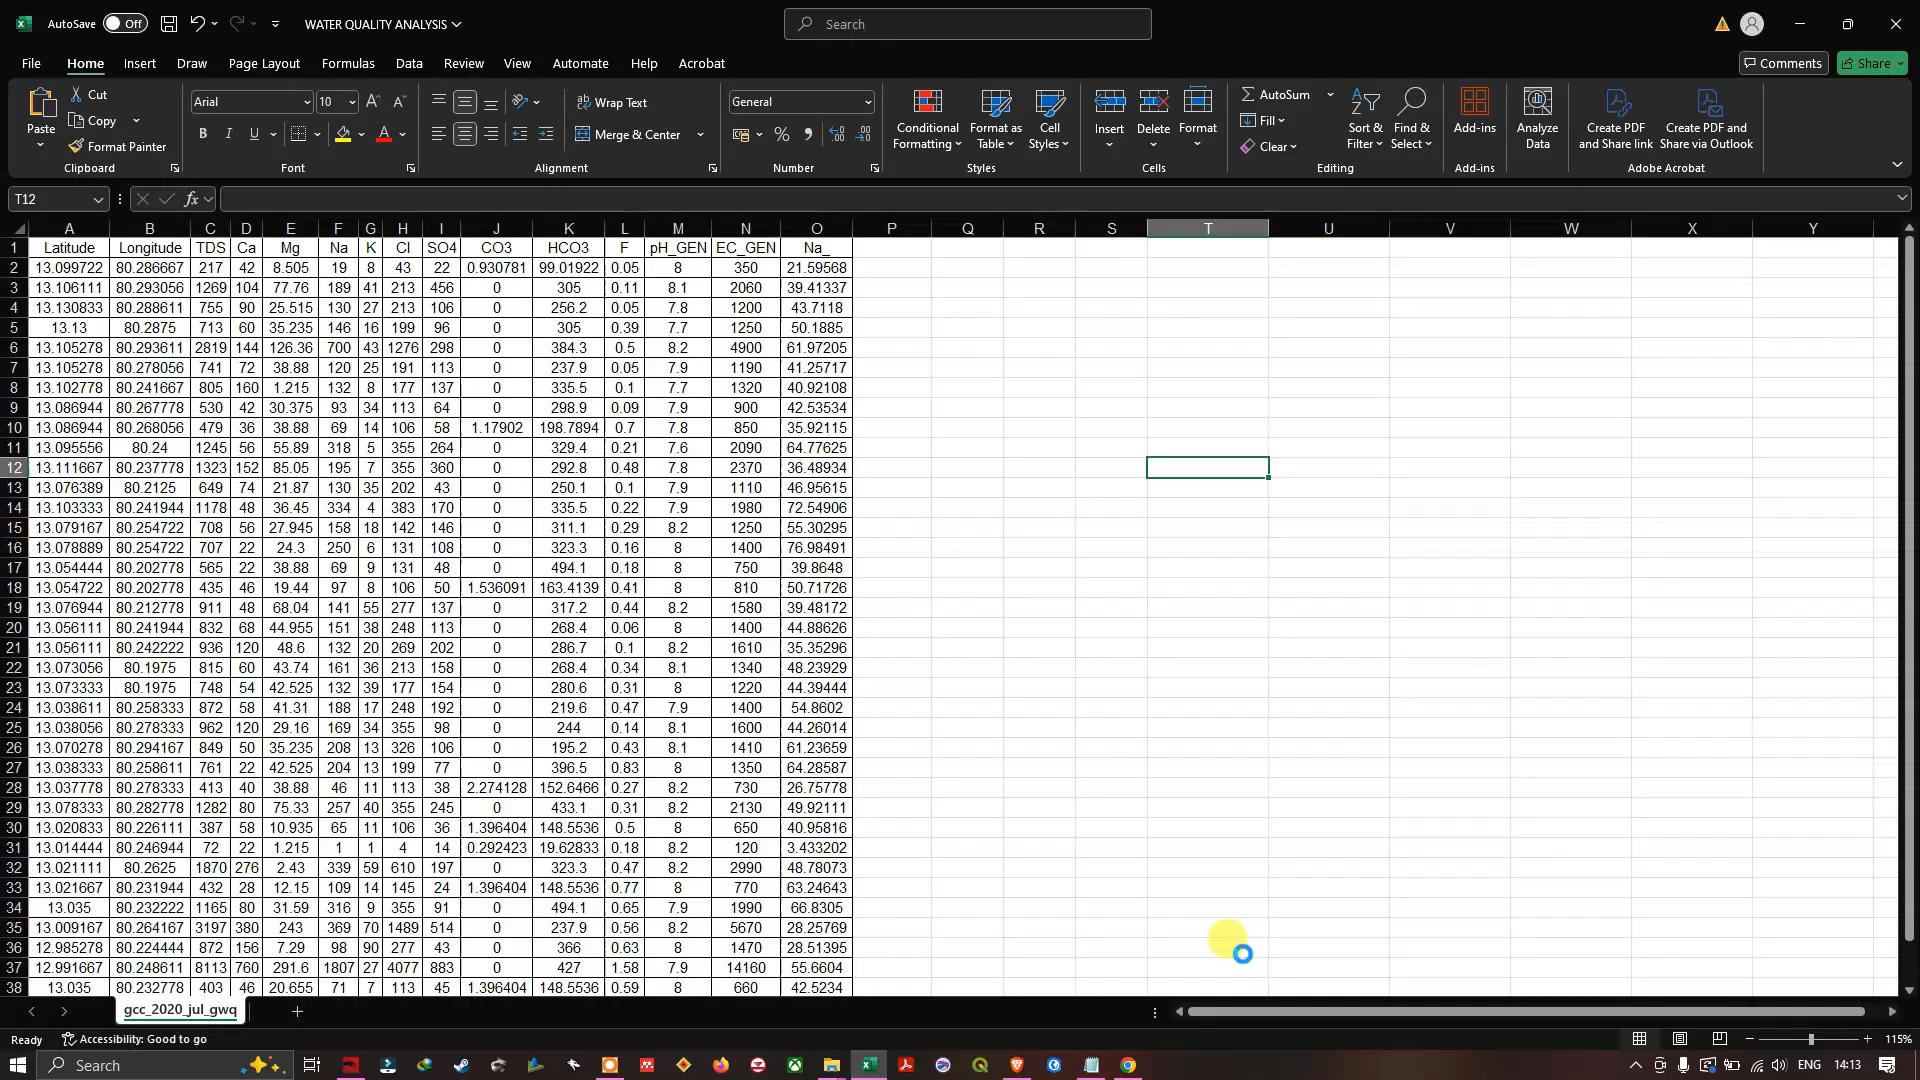 AutoSave Off WATER QUALITY ANALYSIS Search
File Home Insert Draw Page Layout Formulas Data Review View Automate Help Acrobat Comments Share
Paste Cut Copy Format Painter Clipboard
Arial 10 B I U A Font
Wrap Text Merge & Center Alignment
General % Number
Conditional Formatting Format as Table Cell Styles Styles
Insert Delete Format Cells
AutoSum Fill Clear Sort & Filter Find & Select Editing
Add-ins Add-ins
Analyze Data
Create PDF and Share link Create PDF and Share via Outlook Adobe Acrobat
T12 fx
A B C D E F G H I J K L M N O P Q R S T U V W X Y
1 Latitude Longitude TDS Ca Mg Na K Cl SO4 CO3 HCO3 F pH_GEN EC_GEN Na_
2 13.099722 80.286667 217 42 8.505 19 8 43 22 0.930781 99.01922 0.05 8 350 21.59568
3 13.106111 80.293056 1269 104 77.76 189 41 213 456 0 305 0.11 8.1 2060 39.41337
4 13.130833 80.288611 755 90 25.515 130 27 213 106 0 256.2 0.05 7.8 1200 43.7118
5 13.13 80.2875 713 60 35.235 146 16 199 96 0 305 0.39 7.7 1250 50.1885
6 13.105278 80.293611 2819 144 126.36 700 43 1276 298 0 384.3 0.5 8.2 4900 61.97205
7 13.105278 80.278056 741 72 38.88 120 25 191 113 0 237.9 0.05 7.9 1190 41.25717
8 13.102778 80.241667 805 160 1.215 132 8 177 137 0 335.5 0.1 7.7 1320 40.92108
9 13.086944 80.267778 530 42 30.375 93 34 113 64 0 298.9 0.09 7.9 900 42.53534
10 13.086944 80.268056 479 36 38.88 69 14 106 58 1.17902 198.7894 0.7 7.8 850 35.92115
11 13.095556 80.24 1245 56 55.89 318 5 355 264 0 329.4 0.21 7.6 2090 64.77625
12 13.111667 80.237778 1323 152 85.05 195 7 355 360 0 292.8 0.48 7.8 2370 36.48934
13 13.076389 80.2125 649 74 21.87 130 35 202 43 0 250.1 0.1 7.9 1110 46.95615
14 13.103333 80.241944 1178 48 36.45 334 4 383 170 0 335.5 0.22 7.9 1980 72.54906
15 13.079167 80.254722 708 56 27.945 158 18 142 146 0 311.1 0.29 8.2 1250 55.30295
16 13.078889 80.254722 707 22 24.3 250 6 131 108 0 323.3 0.16 8 1400 76.98491
17 13.054444 80.202778 565 22 38.88 69 9 131 48 0 494.1 0.18 8 750 39.8648
18 13.054722 80.202778 435 46 19.44 97 8 106 50 1.536091 163.4139 0.41 8 810 50.71726
19 13.076944 80.212778 911 48 68.04 141 55 277 137 0 317.2 0.44 8.2 1580 39.48172
20 13.056111 80.241944 832 68 44.955 151 38 248 113 0 268.4 0.06 8 1400 44.88626
21 13.056111 80.242222 936 120 48.6 132 20 269 202 0 286.7 0.1 8.2 1610 35.35296
22 13.073056 80.1975 815 60 43.74 161 36 213 158 0 268.4 0.34 8.1 1340 48.23929
23 13.073333 80.1975 748 54 42.525 132 39 177 154 0 280.6 0.31 8 1220 44.39444
24 13.038611 80.258333 872 58 41.31 188 17 248 192 0 219.6 0.47 7.9 1400 54.8602
25 13.038056 80.278333 962 120 29.16 169 34 355 98 0 244 0.14 8.1 1600 44.26014
26 13.070278 80.294167 849 50 35.235 208 13 326 106 0 195.2 0.43 8.1 1410 61.23659
27 13.038333 80.258611 761 22 42.525 204 13 199 77 0 396.5 0.83 8 1350 64.28587
28 13.037778 80.278333 413 40 38.88 46 11 113 38 2.274128 152.6466 0.27 8.2 730 26.75778
29 13.078333 80.282778 1282 80 75.33 257 40 355 245 0 433.1 0.31 8.2 2130 49.92111
30 13.020833 80.226111 387 58 10.935 65 11 106 36 1.396404 148.5536 0.5 8 650 40.95816
31 13.014444 80.246944 72 22 1.215 1 1 4 14 0.292423 19.62833 0.18 8.2 120 3.433202
32 13.021111 80.2625 1870 276 2.43 339 59 610 197 0 323.3 0.47 8.2 2990 48.78073
33 13.021667 80.231944 432 28 12.15 109 14 145 24 1.396404 148.5536 0.77 8 770 63.24643
34 13.035 80.232222 1165 80 31.59 316 9 355 91 0 494.1 0.65 7.9 1990 66.8305
35 13.009167 80.264167 3197 380 243 369 70 1489 514 0 237.9 0.56 8.2 5670 28.25769
36 12.985278 80.224444 872 156 7.29 98 90 277 43 0 366 0.63 8 1470 28.51395
37 12.991667 80.248611 8113 760 291.6 1807 27 4077 883 0 427 1.58 7.9 14160 55.6604
38 13.035 80.232778 403 46 20.655 71 7 113 45 1.396404 148.5536 0.59 8 660 42.5234
gcc_2020_jul_gwq
Ready Accessibility: Good to go 115%
Search ENG 14:13